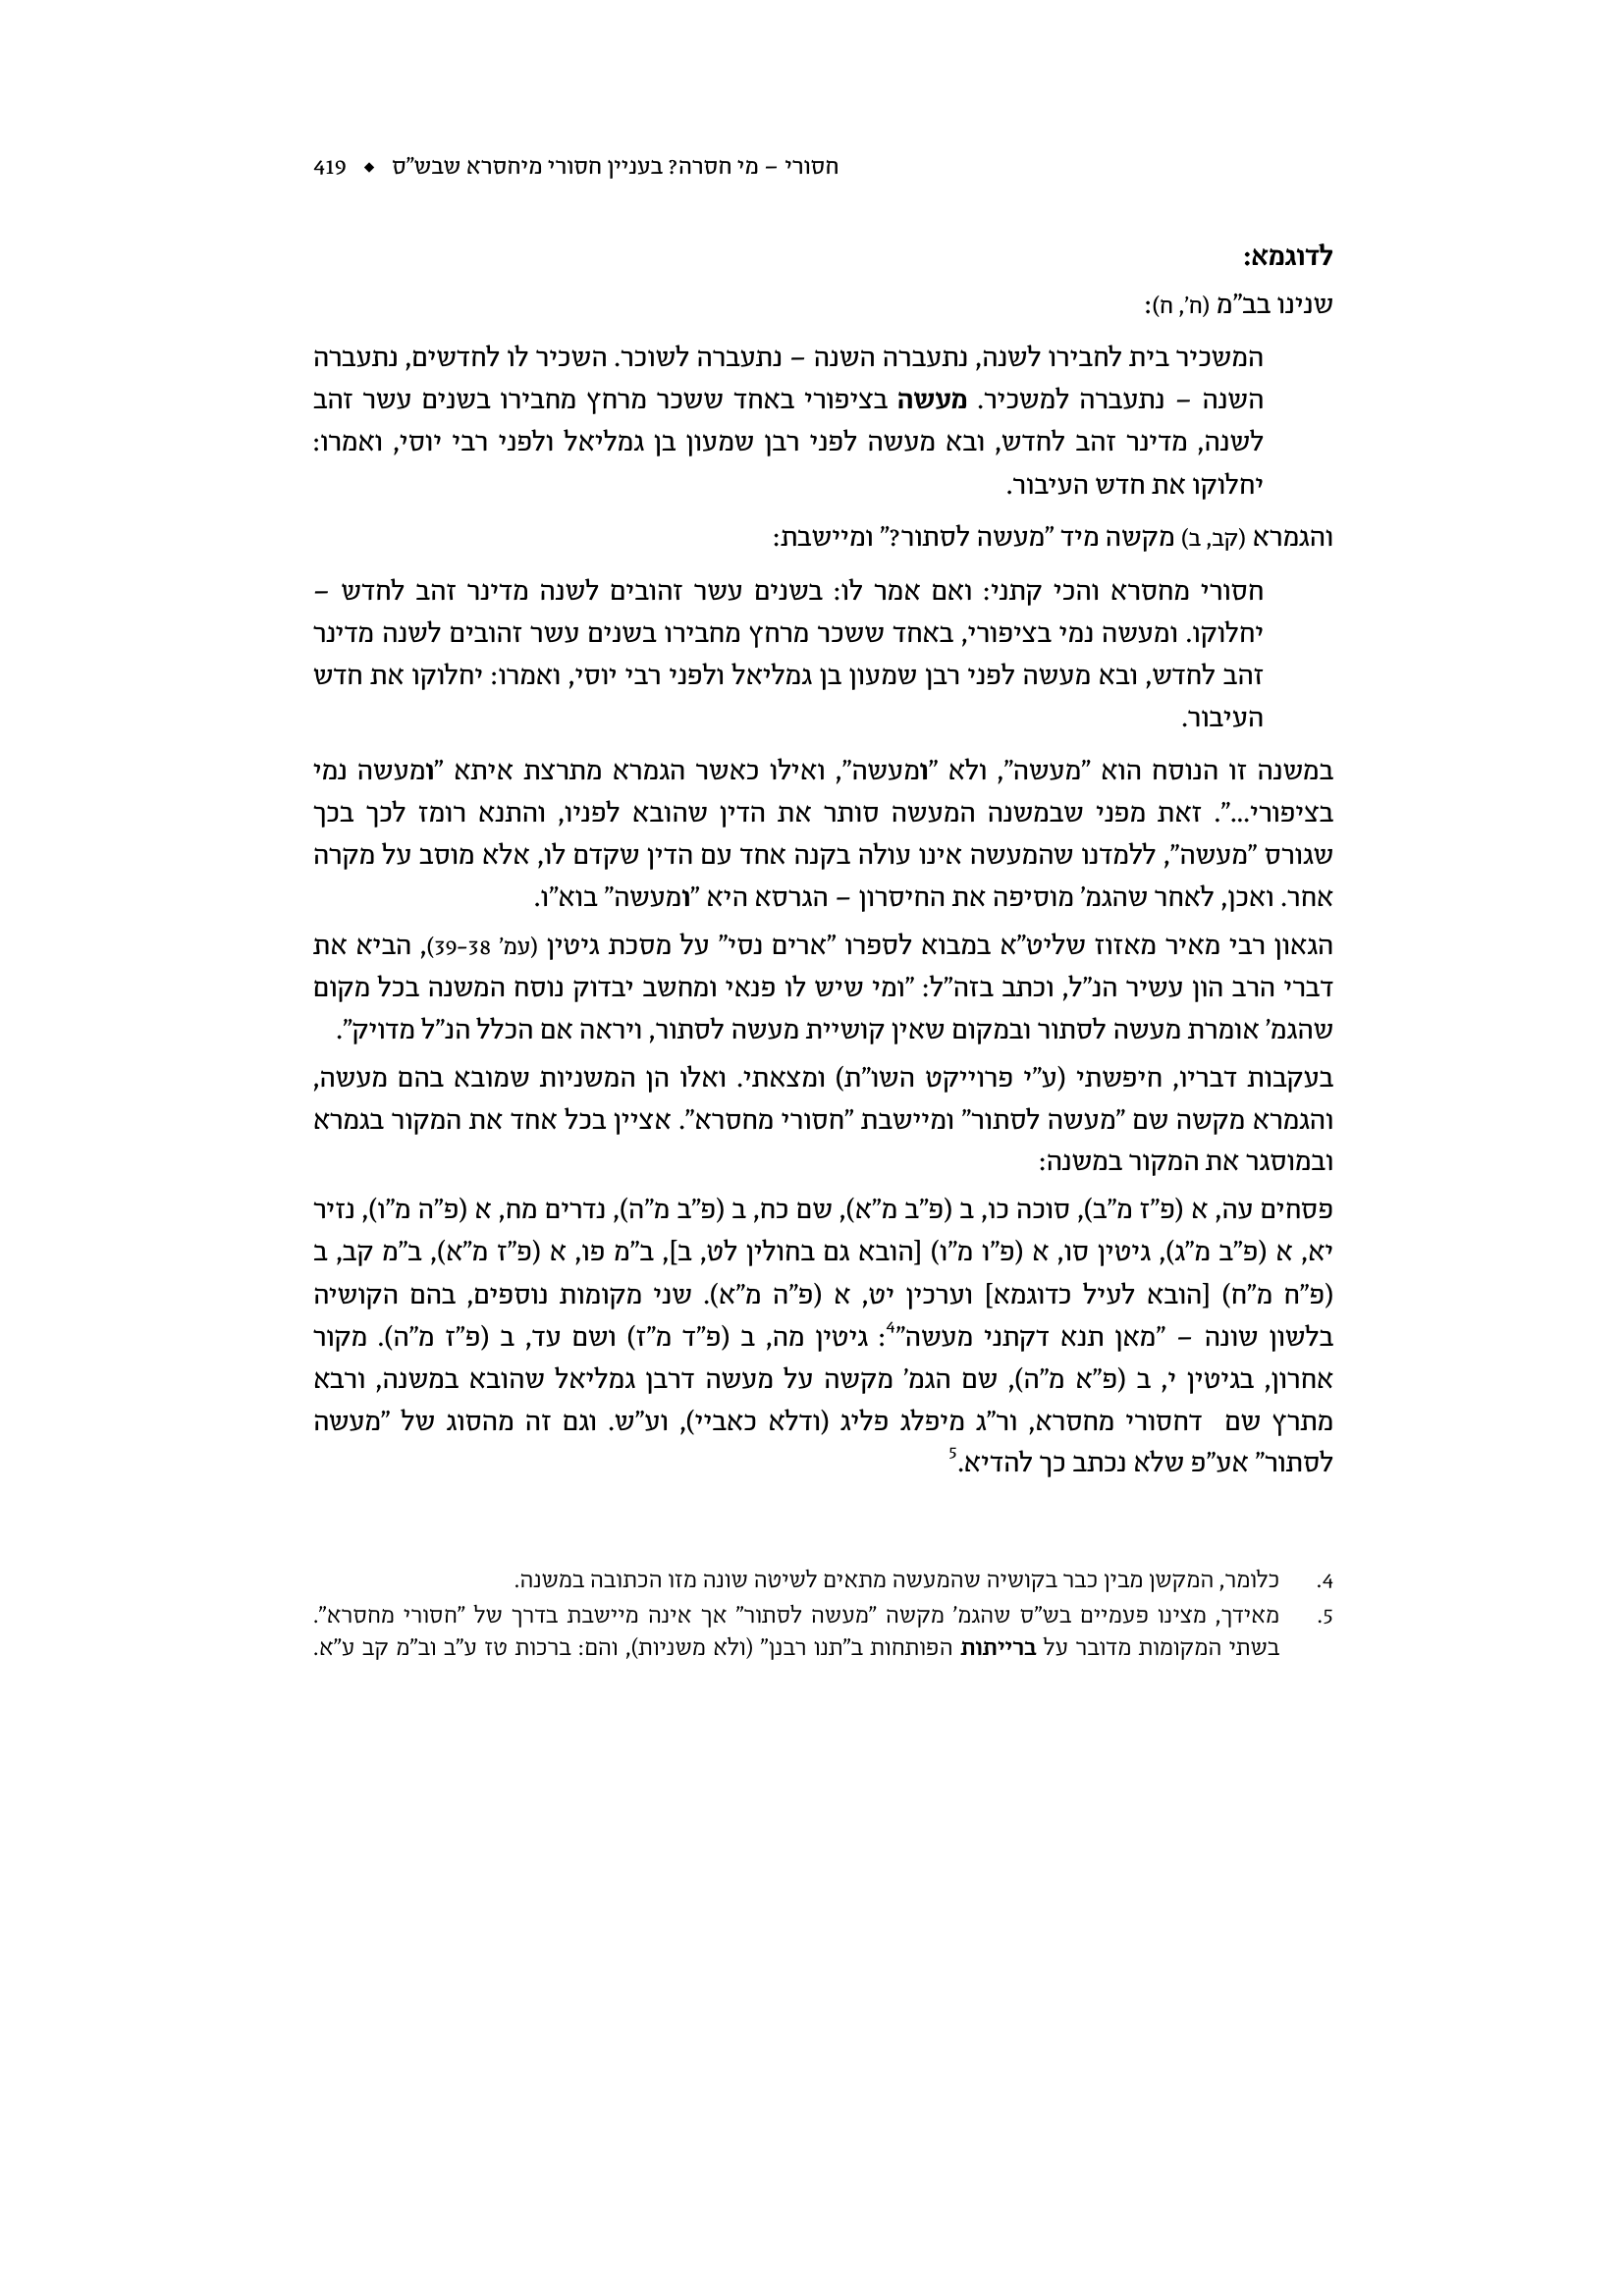 חסורי – מי חסרה? בעניין חסורי מיחסרא שבש"ס ◆ 419
לדוגמא:
שנינו בב"מ (ח', ח):
המשכיר בית לחבירו לשנה, נתעברה השנה – נתעברה לשוכר. השכיר לו לחדשים, נתעברה
השנה – נתעברה למשכיר. מעשה בציפורי באחד ששכר מרחץ מחבירו בשנים עשר זהב
לשנה, מדינר זהב לחדש, ובא מעשה לפני רבן שמעון בן גמליאל ולפני רבי יוסי, ואמרו:
יחלוקו את חדש העיבור.
והגמרא (קב, ב) מקשה מיד "מעשה לסתור?" ומיישבת:
חסורי מחסרא והכי קתני: ואם אמר לו: בשנים עשר זהובים לשנה מדינר זהב לחדש –
יחלוקו. ומעשה נמי בציפורי, באחד ששכר מרחץ מחבירו בשנים עשר זהובים לשנה מדינר
זהב לחדש, ובא מעשה לפני רבן שמעון בן גמליאל ולפני רבי יוסי, ואמרו: יחלוקו את חדש
העיבור.
במשנה זו הנוסח הוא "מעשה", ולא "ומעשה", ואילו כאשר הגמרא מתרצת איתא "ומעשה נמי
בציפורי...". זאת מפני שבמשנה המעשה סותר את הדין שהובא לפניו, והתנא רומז לכך בכך
שגורס "מעשה", ללמדנו שהמעשה אינו עולה בקנה אחד עם הדין שקדם לו, אלא מוסב על מקרה
אחר. ואכן, לאחר שהגמ' מוסיפה את החיסרון – הגרסא היא "ומעשה" בוא"ו.
הגאון רבי מאיר מאזוז שליט"א במבוא לספרו "ארים נסי" על מסכת גיטין (עמ' 38–39), הביא את
דברי הרב הון עשיר הנ"ל, וכתב בזה"ל: "ומי שיש לו פנאי ומחשב יבדוק נוסח המשנה בכל מקום
שהגמ' אומרת מעשה לסתור ובמקום שאין קושיית מעשה לסתור, ויראה אם הכלל הנ"ל מדויק".
בעקבות דבריו, חיפשתי (ע"י פרוייקט השו"ת) ומצאתי. ואלו הן המשניות שמובא בהם מעשה,
והגמרא מקשה שם "מעשה לסתור" ומיישבת "חסורי מחסרא". אציין בכל אחד את המקור בגמרא
ובמוסגר את המקור במשנה:
פסחים עה, א (פ"ז מ"ב), סוכה כו, ב (פ"ב מ"א), שם כח, ב (פ"ב מ"ה), נדרים מח, א (פ"ה מ"ו), נזיר
יא, א (פ"ב מ"ג), גיטין סו, א (פ"ו מ"ו) [הובא גם בחולין לט, ב], ב"מ פו, א (פ"ז מ"א), ב"מ קב, ב
(פ"ח מ"ח) [הובא לעיל כדוגמא] וערכין יט, א (פ"ה מ"א). שני מקומות נוספים, בהם הקושיה
בלשון שונה – "מאן תנא דקתני מעשה"4: גיטין מה, ב (פ"ד מ"ז) ושם עד, ב (פ"ז מ"ה). מקור
אחרון, בגיטין י, ב (פ"א מ"ה), שם הגמ' מקשה על מעשה דרבן גמליאל שהובא במשנה, ורבא
מתרץ שם דחסורי מחסרא, ור"ג מיפלג פליג (ודלא כאביי), וע"ש. וגם זה מהסוג של "מעשה
לסתור" אע"פ שלא נכתב כך להדיא.5
4. כלומר, המקשן מבין כבר בקושיה שהמעשה מתאים לשיטה שונה מזו הכתובה במשנה.
5. מאידך, מצינו פעמיים בש"ס שהגמ' מקשה "מעשה לסתור" אך אינה מיישבת בדרך של "חסורי מחסרא".
בשתי המקומות מדובר על ברייתות הפותחות ב"תנו רבנן" (ולא משניות), והם: ברכות טז ע"ב וב"מ קב ע"א.